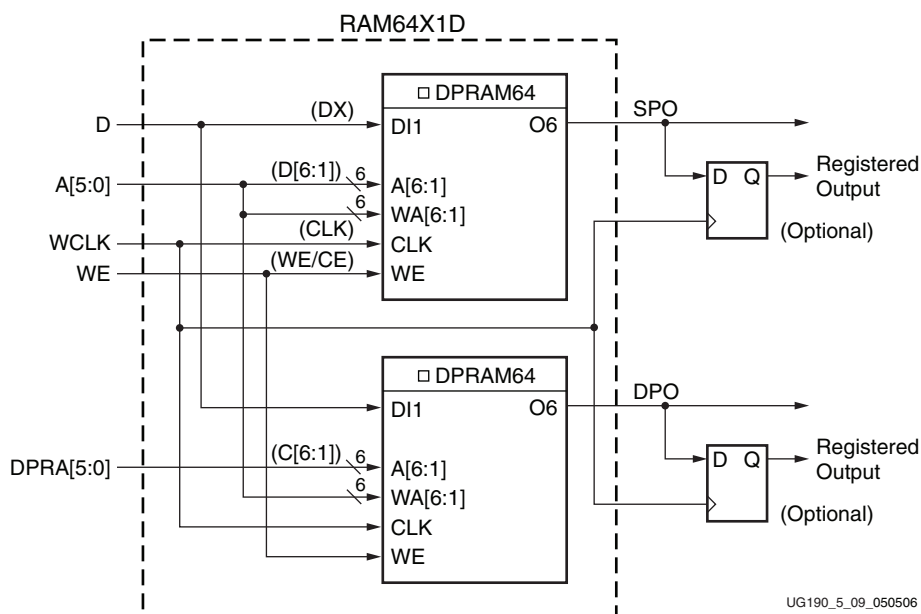 RAM64X1D
DPRAM64
D
(DX)
DI1
O6
SPO
A[5:0]
(D[6:1])
6
A[6:1]
6
WA[6:1]
WCLK
(CLK)
CLK
WE
(WE/CE)
WE
D Q
Registered
Output
(Optional)
DPRAM64
DI1
O6
DPO
DPRA[5:0]
(C[6:1])
6
A[6:1]
6
WA[6:1]
CLK
WE
D Q
Registered
Output
(Optional)
UG190_5_09_050506